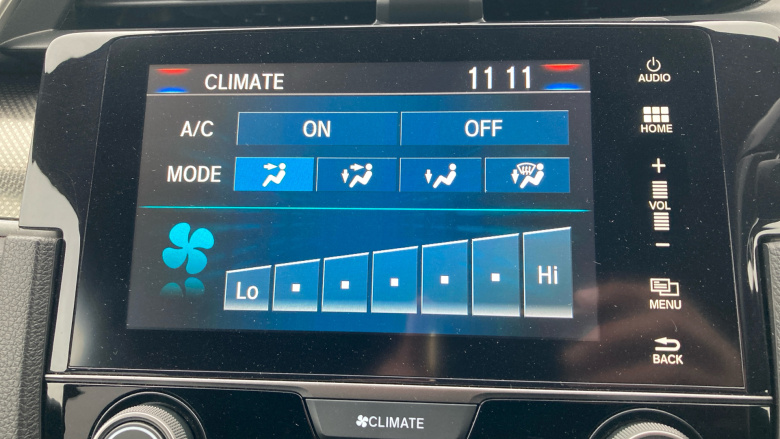 CLIMATE 11 11
A/C ON OFF
MODE
Lo Hi
AUDIO
HOME
+
VOL
−
MENU
BACK
CLIMATE